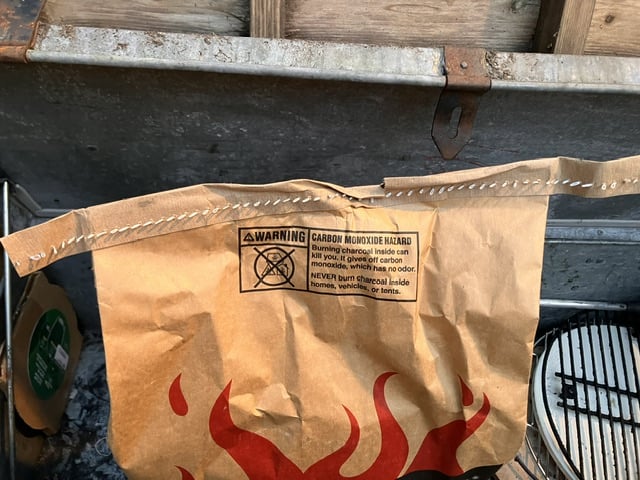 WARNING
CARBON MONOXIDE HAZARD
Burning charcoal inside can
kill you. It gives off carbon
monoxide, which has no odor.
NEVER burn charcoal inside
homes, vehicles, or tents.